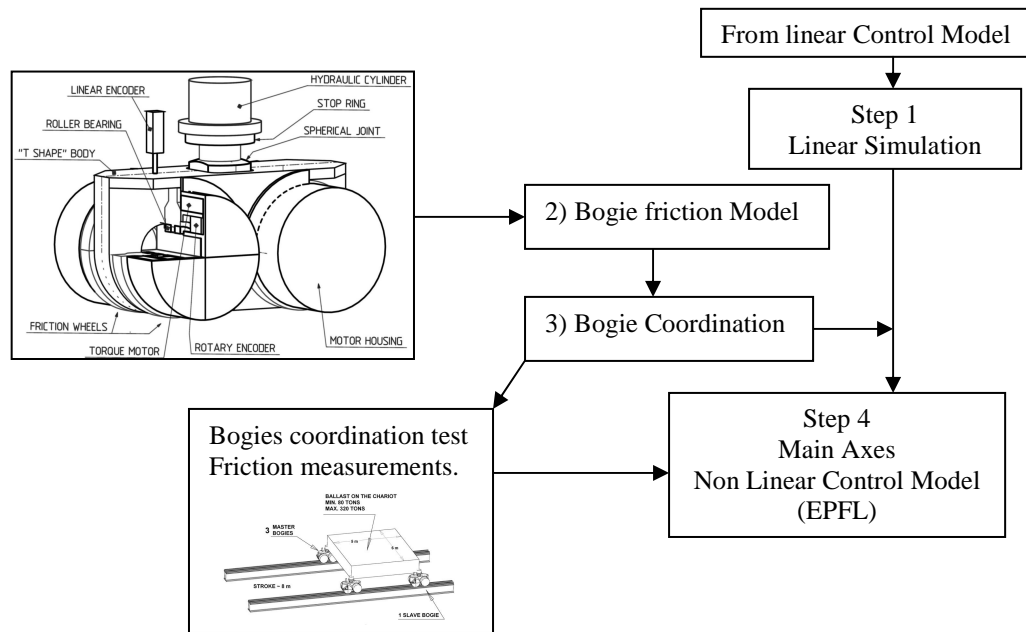 From linear Control Model
HYDRAULIC CYLINDER
LINEAR ENCODER
STOP RING
ROLLER BEARING
SPHERICAL JOINT
"T SHAPE" BODY
Step 1
Linear Simulation
2) Bogie friction Model
3) Bogie Coordination
FRICTION WHEELS
MOTOR HOUSING
ROTARY ENCODER
TORQUE MOTOR
Step 4
Main Axes
Non Linear Control Model
(EPFL)
Bogies coordination test
Friction measurements.
BALLAST ON THE CHARIOT
MIN. 80 TONS
MAX. 320 TONS
3 MASTER
BOGIES
STROKE – 8 m
1 SLAVE BOGIE